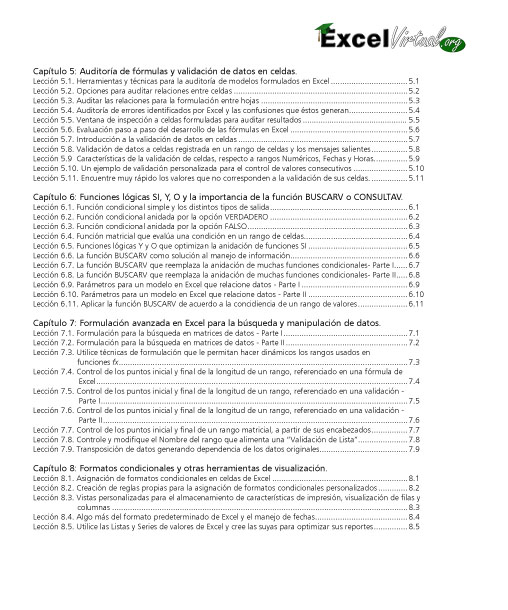 ExcelVirtual.org
Capítulo 5: Auditoría de fórmulas y validación de datos en celdas.
Lección 5.1. Herramientas y técnicas para la auditoría de modelos formulados en Excel ........ 5.1
Lección 5.2. Opciones para auditar relaciones entre celdas ........ 5.2
Lección 5.3. Auditar las relaciones para la formulación entre hojas ........ 5.3
Lección 5.4. Auditoría de errores identificados por Excel y las confusiones que éstos generan........ 5.4
Lección 5.5. Ventana de inspección a celdas formuladas para auditar resultados ........ 5.5
Lección 5.6. Evaluación paso a paso del desarrollo de las fórmulas en Excel ........ 5.6
Lección 5.7. Introducción a la validación de datos en celdas ........ 5.7
Lección 5.8. Validación de datos a celdas registrada en un rango de celdas y los mensajes salientes........ 5.8
Lección 5.9 Características de la validación de celdas, respecto a rangos Numéricos, Fechas y Horas........ 5.9
Lección 5.10. Un ejemplo de validación personalizada para el control de valores consecutivos ........ 5.10
Lección 5.11. Encuentre muy rápido los valores que no corresponden a la validación de sus celdas. ........ 5.11
Capítulo 6: Funciones lógicas SI, Y, O y la importancia de la función BUSCARV o CONSULTAV.
Lección 6.1. Función condicional simple y los distintos tipos de salida........ 6.1
Lección 6.2. Función condicional anidada por la opción VERDADERO ........ 6.2
Lección 6.3. Función condicional anidada por la opción FALSO........ 6.3
Lección 6.4. Función matricial que evalúa una condición en un rango de celdas........ 6.4
Lección 6.5. Funciones lógicas Y y O que optimizan la anidación de funciones SI ........ 6.5
Lección 6.6. La función BUSCARV como solución al manejo de información........ 6.6
Lección 6.7. La función BUSCARV que reemplaza la anidación de muchas funciones condicionales- Parte I...... 6.7
Lección 6.8. La función BUSCARV que reemplaza la anidación de muchas funciones condicionales- Parte II..... 6.8
Lección 6.9. Parámetros para un modelo en Excel que relacione datos - Parte I ........ 6.9
Lección 6.10. Parámetros para un modelo en Excel que relacione datos - Parte II ........ 6.10
Lección 6.11. Aplicar la función BUSCARV de acuerdo a la concidiencia de un rango de valores........ 6.11
Capítulo 7: Formulación avanzada en Excel para la búsqueda y manipulación de datos.
Lección 7.1. Formulación para la búsqueda en matrices de datos - Parte I ........ 7.1
Lección 7.2. Formulación para la búsqueda en matrices de datos - Parte II ........ 7.2
Lección 7.3. Utilice técnicas de formulación que le permitan hacer dinámicos los rangos usados en
funciones fx........ 7.3
Lección 7.4. Control de los puntos inicial y final de la longitud de un rango, referenciado en una fórmula de
Excel........ 7.4
Lección 7.5. Control de los puntos inicial y final de la longitud de un rango, referenciado en una validación -
Parte I........ 7.5
Lección 7.6. Control de los puntos inicial y final de la longitud de un rango, referenciado en una validación -
Parte II........ 7.6
Lección 7.7. Control de los puntos inicial y final de un rango matricial, a partir de sus encabezados........ 7.7
Lección 7.8. Controle y modifique el Nombre del rango que alimenta una "Validación de Lista"........ 7.8
Lección 7.9. Transposición de datos generando dependencia de los datos originales........ 7.9
Capítulo 8: Formatos condicionales y otras herramientas de visualización.
Lección 8.1. Asignación de formatos condicionales en celdas de Excel ........ 8.1
Lección 8.2. Creación de reglas propias para la asignación de formatos condicionales personalizados ........ 8.2
Lección 8.3. Vistas personalizadas para el almacenamiento de características de impresión, visualización de filas y
columnas ........ 8.3
Lección 8.4. Algo más del formato predeterminado de Excel y el manejo de fechas........ 8.4
Lección 8.5. Utilice las Listas y Series de valores de Excel y cree las suyas para optimizar sus reportes........ 8.5